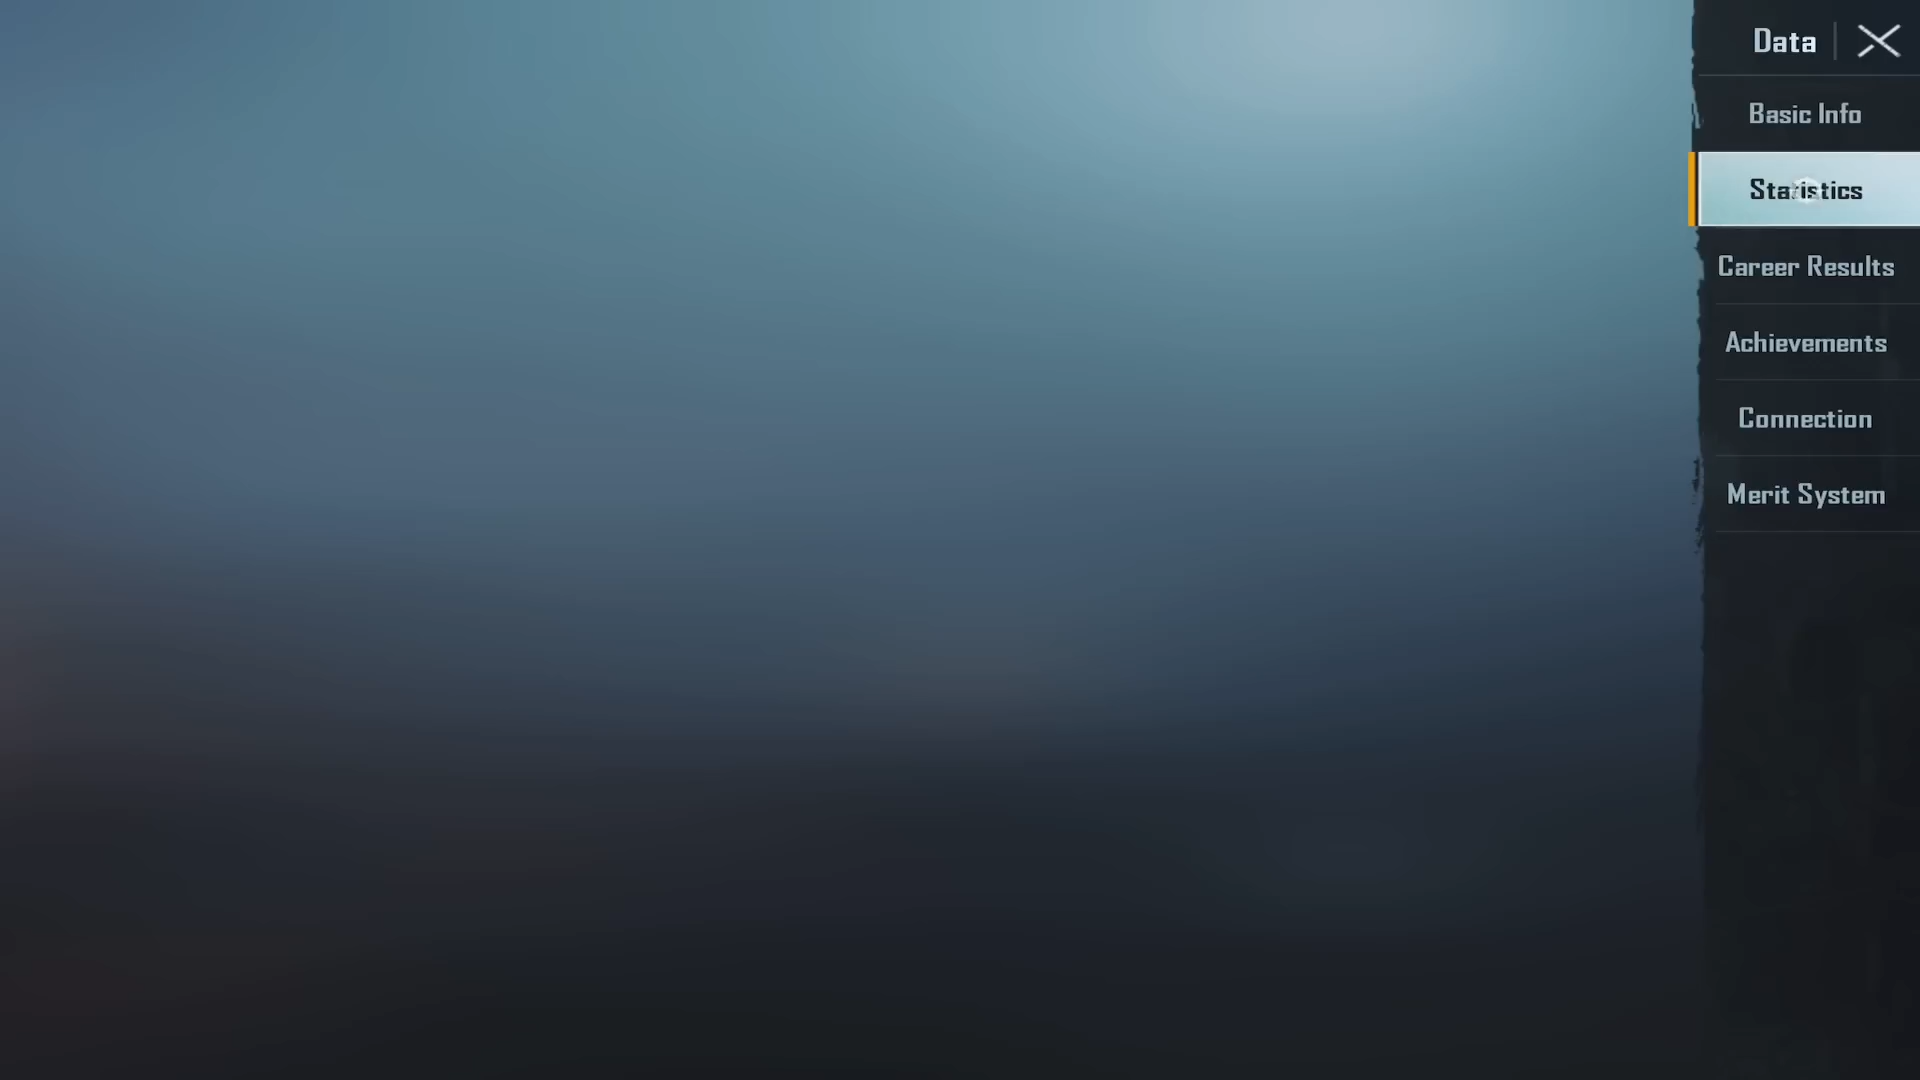 Data
Basic Info
Statistics
Career Results
Achievements
Connection
Merit System